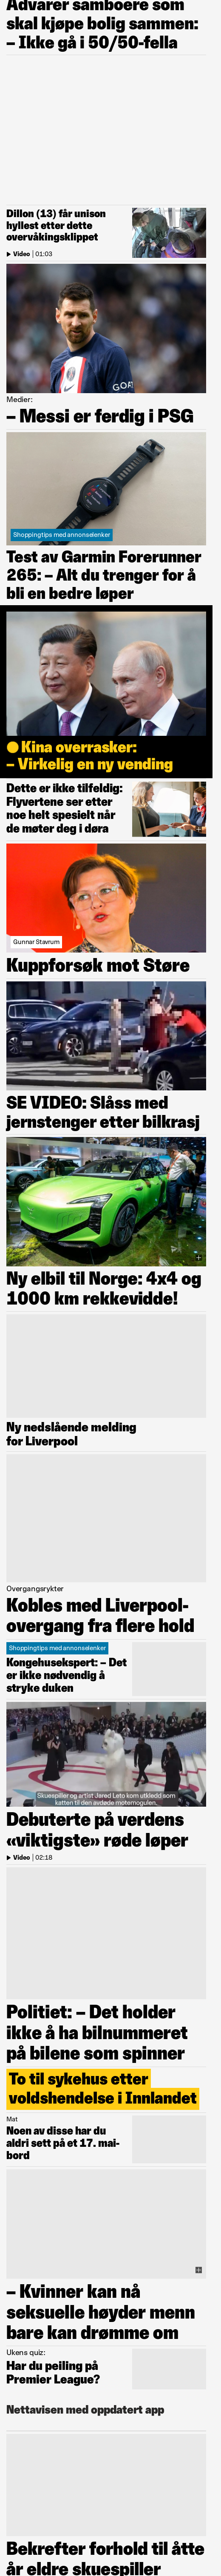 Advarer samboere som
skal kjøpe bolig sammen:
– Ikke gå i 50/50-fella
Dillon (13) får unison
hyllest etter dette
overvåkingsklippet
Video | 01:03
GOA
Medier:
– Messi er ferdig i PSG
Shoppingtips med annonselenker
Test av Garmin Forerunner
265: – Alt du trenger for å
bli en bedre løper
Kina overrasker:
– Virkelig en ny vending
Dette er ikke tilfeldig:
Flyvertene ser etter
noe helt spesielt når
de møter deg i døra
Gunnar Stavrum
Kuppforsøk mot Støre
SE VIDEO: Slåss med
jernstenger etter bilkrasj
Ny elbil til Norge: 4x4 og
1000 km rekkevidde!
Ny nedslående melding
for Liverpool
Overgangsrykter
Kobles med Liverpool-
overgang fra flere hold
Shoppingtips med annonselenker
Kongehusekspert: – Det
er ikke nødvendig å
stryke duken
Skuespiller og artist Jared Leto kom utkledd som
katten til den avdøde motemogulen.
Debuterte på verdens
«viktigste» røde løper
Video | 02:18
Politiet: – Det holder
ikke å ha bilnummeret
på bilene som spinner
To til sykehus etter
voldshendelse i Innlandet
Mat
Noen av disse har du
aldri sett på et 17. mai-
bord
– Kvinner kan nå
seksuelle høyder menn
bare kan drømme om
Ukens quiz:
Har du peiling på
Premier League?
Nettavisen med oppdatert app
Bekrefter forhold til åtte
år eldre skuespiller